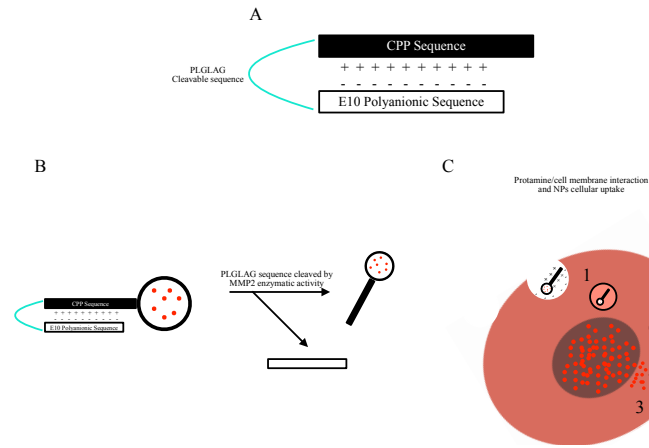 A
CPP Sequence
PLGLAG
Cleavable sequence
+ + + + + + + + + +
- - - - - - - - - -
E10 Polyanionic Sequence
B
C
Protamine/cell membrane interaction
and NPs cellular uptake
PLGLAG sequence cleaved by
MMP2 enzymatic activity
1
CPP Sequence
+ + + + + + + + + +
- - - - - - - - - -
E10 Polyanionic Sequence
3